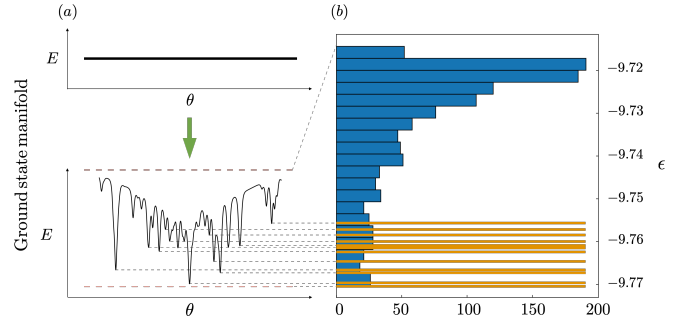 (a)
(b)
E
θ
Ground state manifold
E
θ
−9.72
−9.73
−9.74
−9.75
−9.76
−9.77
ϵ
0
50
100
150
200